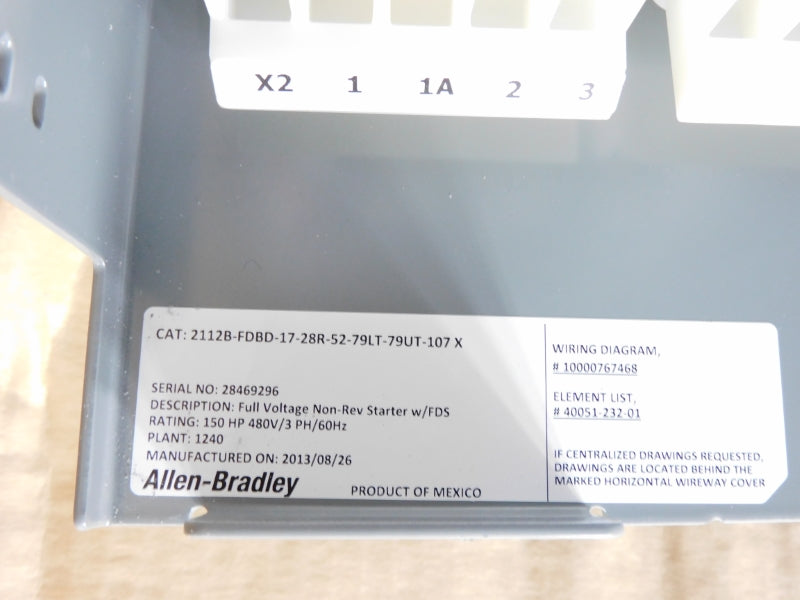 X2 1 1A 2 3
CAT: 2112B-FDBD-17-28R-52-79LT-79UT-107 X
SERIAL NO: 28469296
DESCRIPTION: Full Voltage Non-Rev Starter w/FDS
RATING: 150 HP 480V/3 PH/60Hz
PLANT: 1240
MANUFACTURED ON: 2013/08/26
Allen-Bradley
PRODUCT OF MEXICO
WIRING DIAGRAM,
# 10000767468
ELEMENT LIST,
# 40051-232-01
IF CENTRALIZED DRAWINGS REQUESTED,
DRAWINGS ARE LOCATED BEHIND THE
MARKED HORIZONTAL WIREWAY COVER